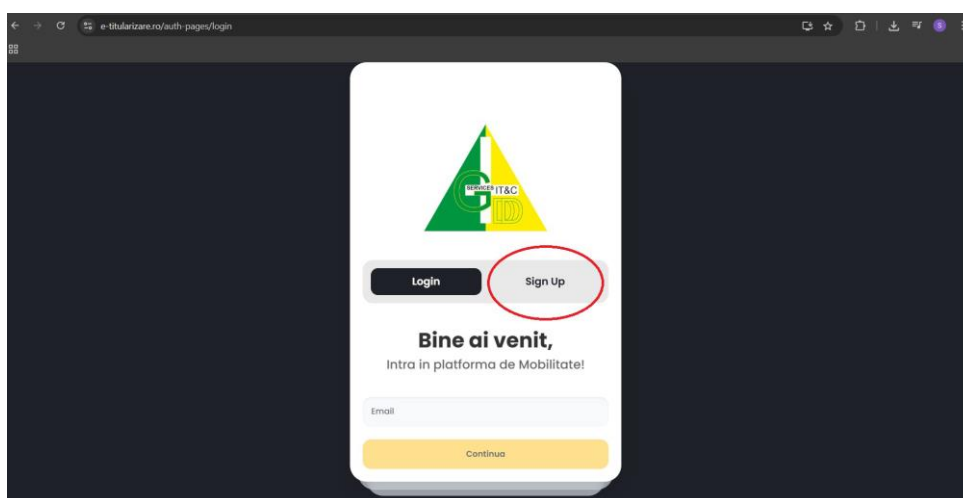 e-titularizare.ro/auth-pages/login
S
SERVICES IT&C
GDD
Login
Sign Up
Bine ai venit,
Intra in platforma de Mobilitate!
Email
Continua